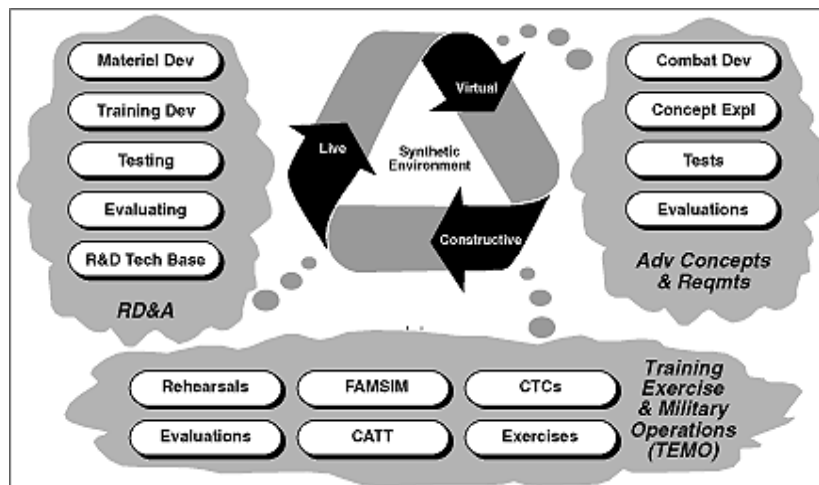 Materiel Dev
Training Dev
Testing
Evaluating
R&D Tech Base
RD&A
Virtual
Live
Synthetic
Environment
Constructive
Combat Dev
Concept Expl
Tests
Evaluations
Adv Concepts
& Reqmts
Rehearsals
FAMSIM
CTCs
Evaluations
CATT
Exercises
Training
Exercise
& Military
Operations
(TEMO)